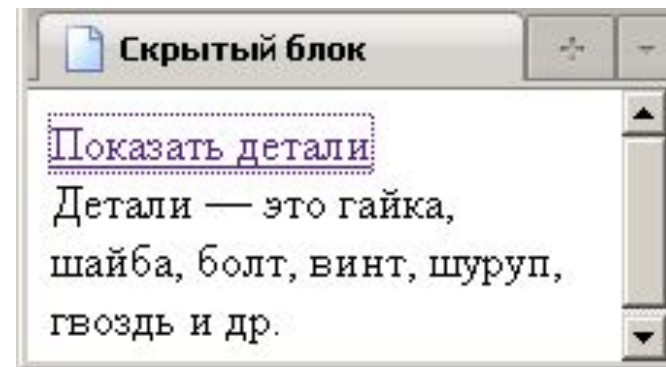 Скрытый блок
Показать детали
Детали — это гайка,
шайба, болт, винт, шуруп,
гвоздь и др.